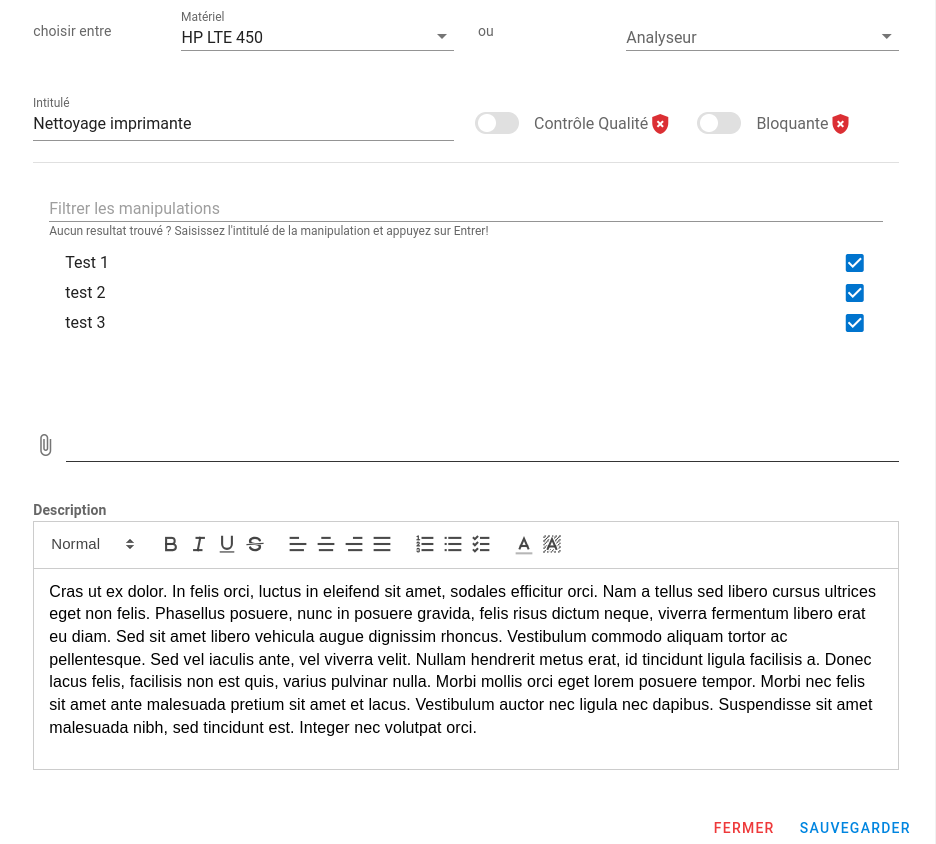 choisir entre
Matériel
HP LTE 450
ou
Analyseur
Intitulé
Nettoyage imprimante
Contrôle Qualité
Bloquante
Filtrer les manipulations
Aucun resultat trouvé ? Saisissez l'intitulé de la manipulation et appuyez sur Entrer!
Test 1
test 2
test 3
Description
Normal
Cras ut ex dolor. In felis orci, luctus in eleifend sit amet, sodales efficitur orci. Nam a tellus sed libero cursus ultrices
eget non felis. Phasellus posuere, nunc in posuere gravida, felis risus dictum neque, viverra fermentum libero erat
eu diam. Sed sit amet libero vehicula augue dignissim rhoncus. Vestibulum commodo aliquam tortor ac
pellentesque. Sed vel iaculis ante, vel viverra velit. Nullam hendrerit metus erat, id tincidunt ligula facilisis a. Donec
lacus felis, facilisis non est quis, varius pulvinar nulla. Morbi mollis orci eget lorem posuere tempor. Morbi nec felis
sit amet ante malesuada pretium sit amet et lacus. Vestibulum auctor nec ligula nec dapibus. Suspendisse sit amet
malesuada nibh, sed tincidunt est. Integer nec volutpat orci.
FERMER
SAUVEGARDER